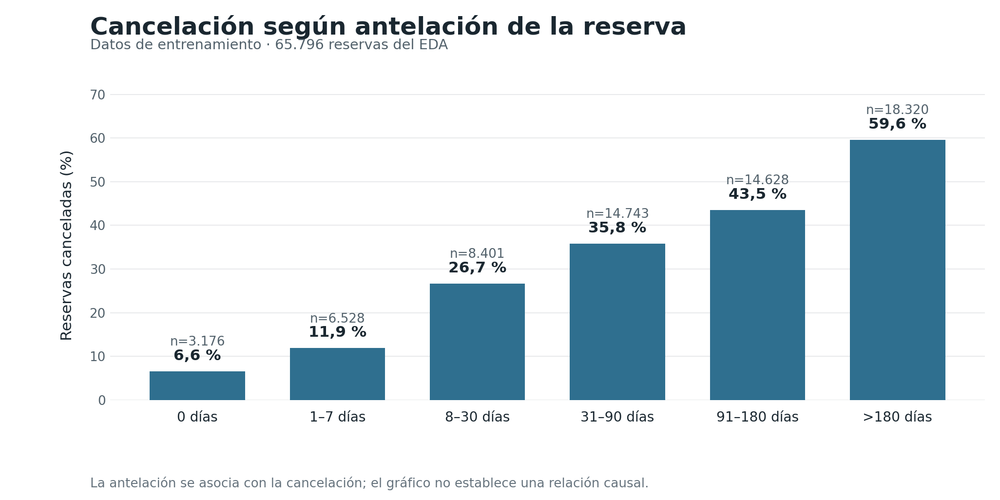 Cancelación según antelación de la reserva
Datos de entrenamiento · 65.796 reservas del EDA
Reservas canceladas (%)
70
60
50
40
30
20
10
0
n=3.176
6,6 %
n=6.528
11,9 %
n=8.401
26,7 %
n=14.743
35,8 %
n=14.628
43,5 %
n=18.320
59,6 %
0 días
1–7 días
8–30 días
31–90 días
91–180 días
>180 días
La antelación se asocia con la cancelación; el gráfico no establece una relación causal.